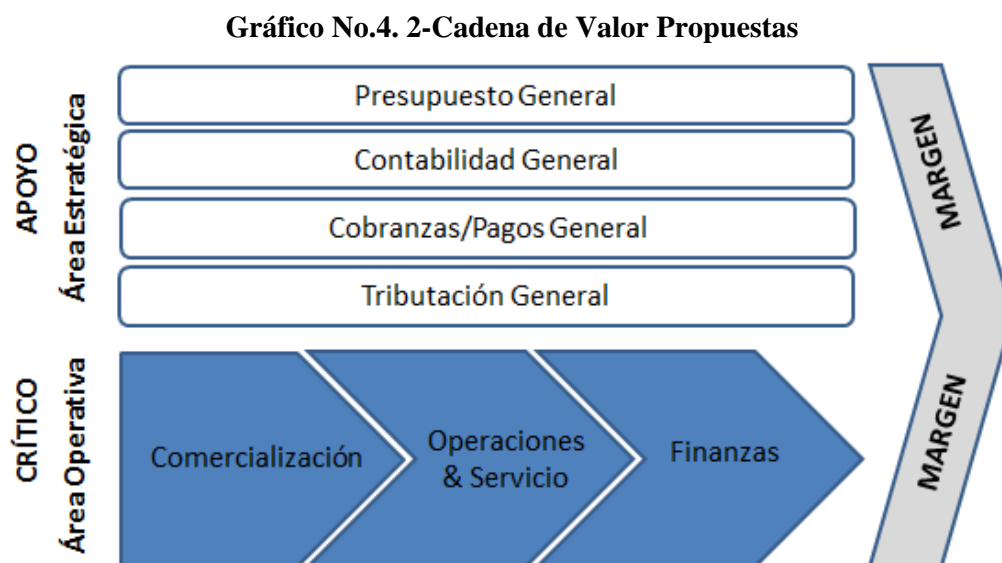 Gráfico No.4. 2-Cadena de Valor Propuestas
APOYO
Área Estratégica
Presupuesto General
Contabilidad General
Cobranzas/Pagos General
Tributación General
MARGEN
CRÍTICO
Área Operativa
Comercialización
Operaciones
& Servicio
Finanzas
MARGEN